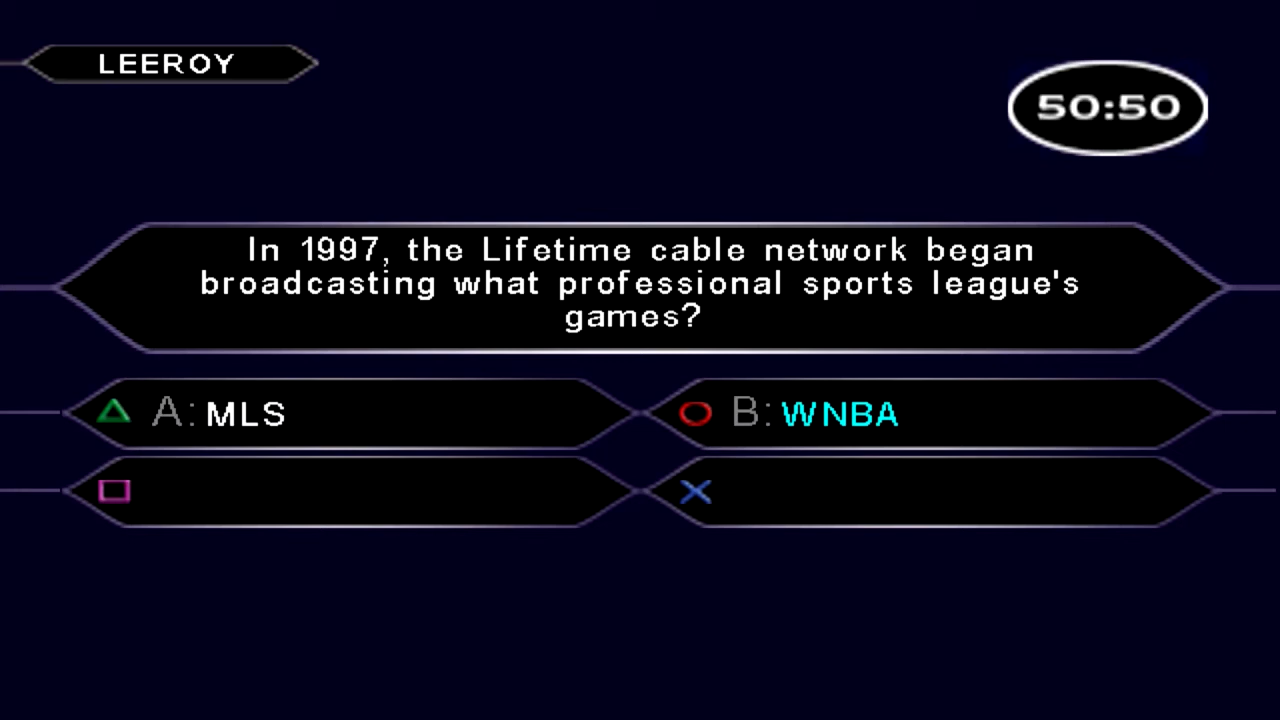 LEEROY
50:50
In 1997, the Lifetime cable network began
broadcasting what professional sports league's
games?
A: MLS
B: WNBA